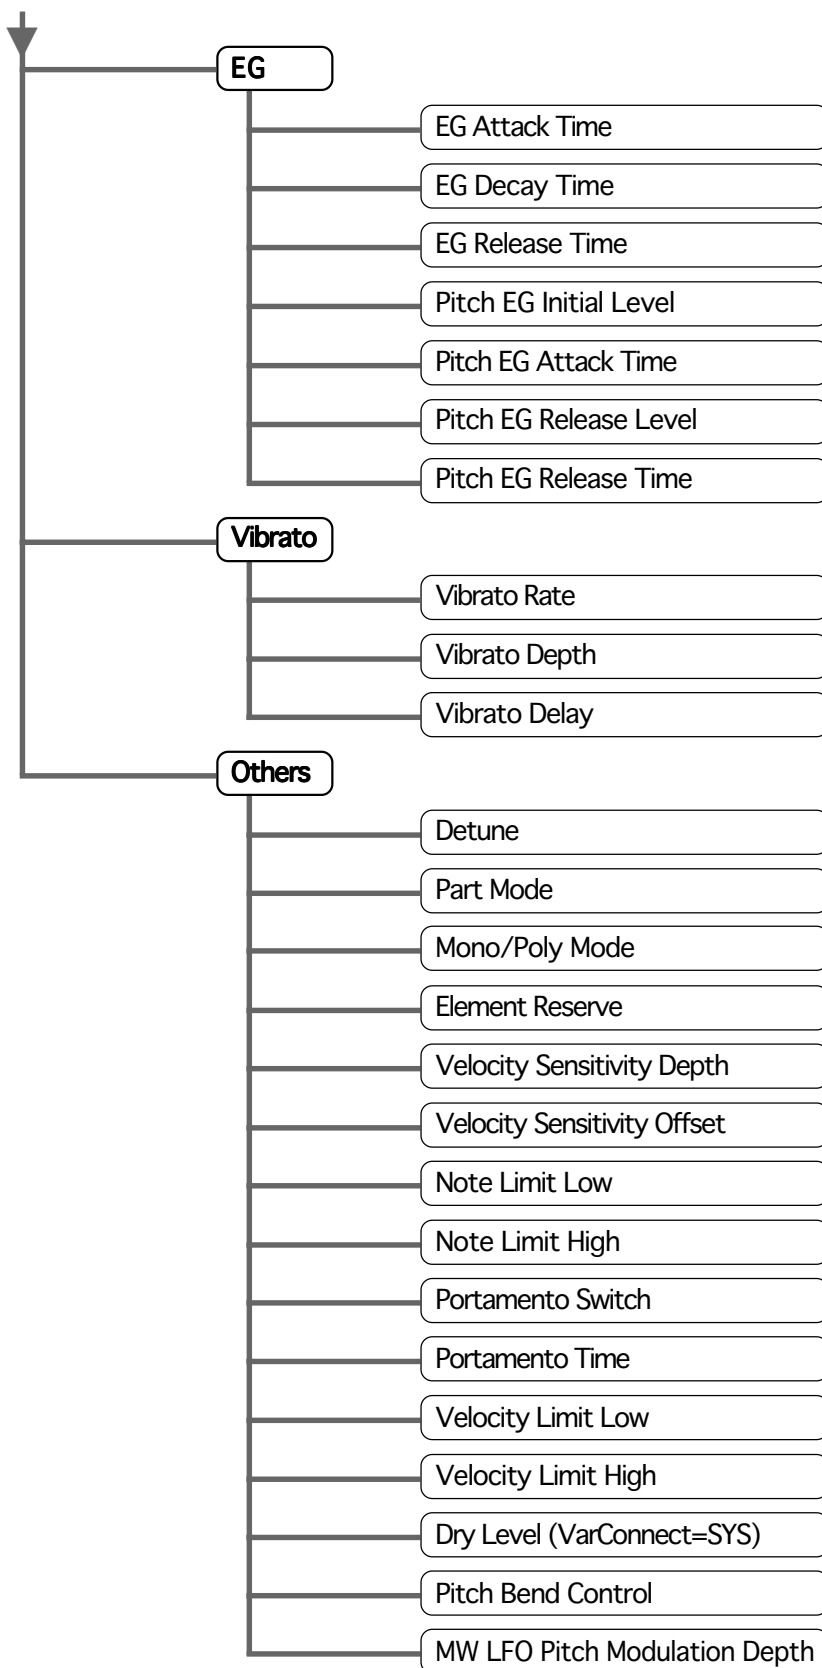 EG
EG Attack Time
EG Decay Time
EG Release Time
Pitch EG Initial Level
Pitch EG Attack Time
Pitch EG Release Level
Pitch EG Release Time
Vibrato
Vibrato Rate
Vibrato Depth
Vibrato Delay
Others
Detune
Part Mode
Mono/Poly Mode
Element Reserve
Velocity Sensitivity Depth
Velocity Sensitivity Offset
Note Limit Low
Note Limit High
Portamento Switch
Portamento Time
Velocity Limit Low
Velocity Limit High
Dry Level (VarConnect=SYS)
Pitch Bend Control
MW LFO Pitch Modulation Depth